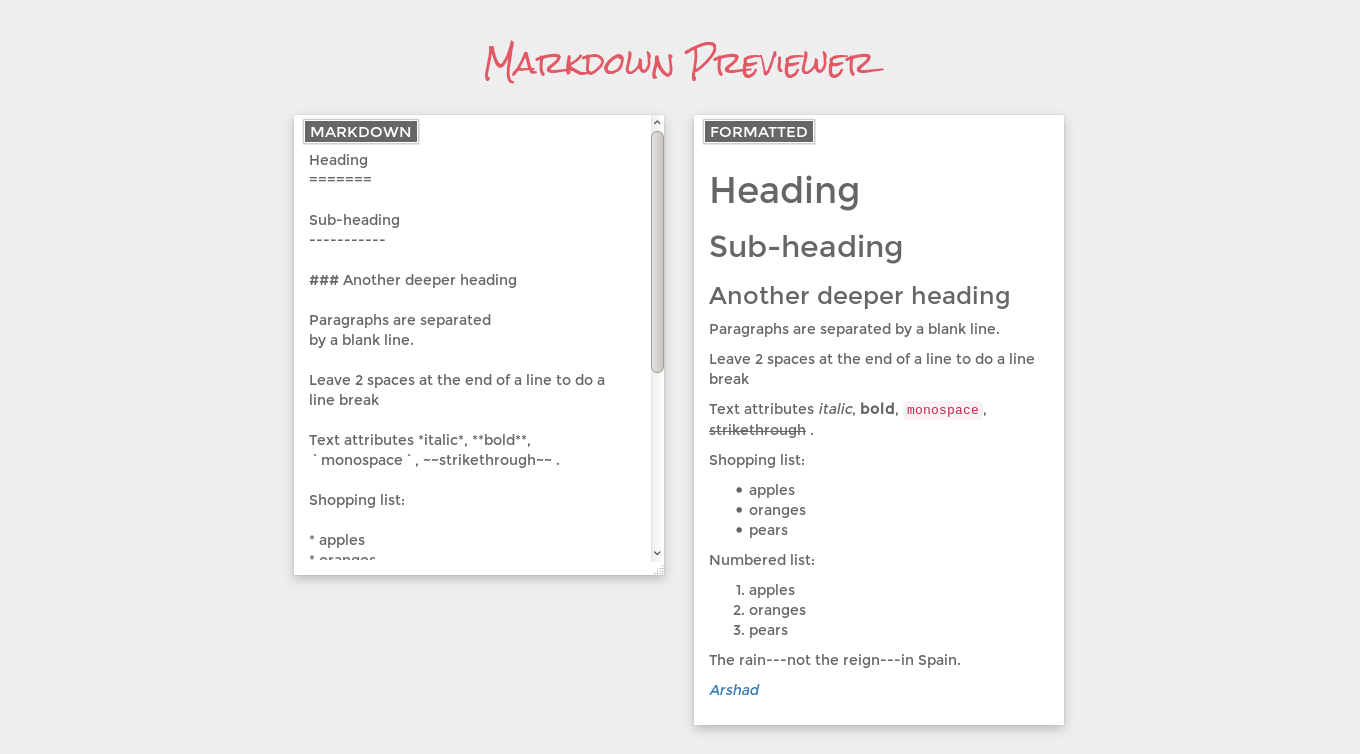 Markdown Previewer
MARKDOWN
Heading
=======
Sub-heading
-----------
### Another deeper heading
Paragraphs are separated
by a blank line.
Leave 2 spaces at the end of a line to do a
line break
Text attributes *italic*, **bold**,
`monospace`, ~~strikethrough~~ .
Shopping list:
* apples
* oranges
FORMATTED
Heading
Sub-heading
Another deeper heading
Paragraphs are separated by a blank line.
Leave 2 spaces at the end of a line to do a line
break
Text attributes italic, bold, monospace,
strikethrough .
Shopping list:
• apples
• oranges
• pears
Numbered list:
1. apples
2. oranges
3. pears
The rain---not the reign---in Spain.
Arshad